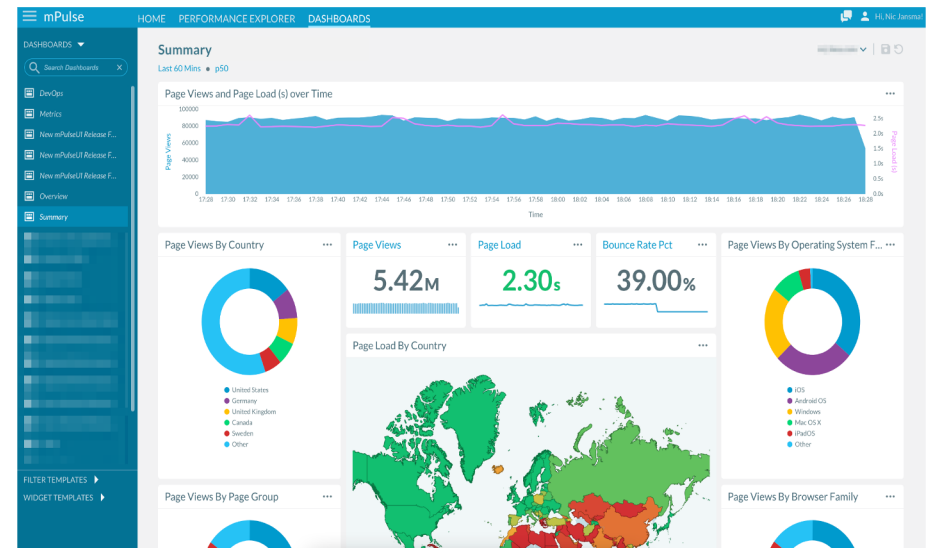 mPulse
HOME PERFORMANCE EXPLORER DASHBOARDS
Hi, Nic Jansma!
DASHBOARDS
Search Dashboards X
DevOps
Metrics
New mPulseUI Release F...
New mPulseUI Release F...
New mPulseUI Release F...
Overview
Summary
FILTER TEMPLATES
WIDGET TEMPLATES
Summary
Last 60 Mins p50
Page Views and Page Load (s) over Time
100000
80000
60000
40000
20000
0
Page Views
2.5s
2.0s
1.5s
1.0s
0.5s
0.0s
Page Load (s)
17:28 17:30 17:32 17:34 17:26 17:38 17:40 17:42 17:44 17:46 17:48 17:50 17:52 17:54 17:56 17:58 18:00 18:02 18:04 18:06 18:08 18:10 18:12 18:14 18:16 18:18 18:20 18:22 18:24 18:26 18:28
Time
Page Views By Country
United States
Germany
United Kingdom
Canada
Sweden
Other
Page Views
5.42M
Page Load
2.30s
Bounce Rate Pct
39.00%
Page Load By Country
Page Views By Operating System F...
iOS
Android OS
Windows
Mac OS X
iPadOS
Other
Page Views By Page Group
Page Views By Browser Family